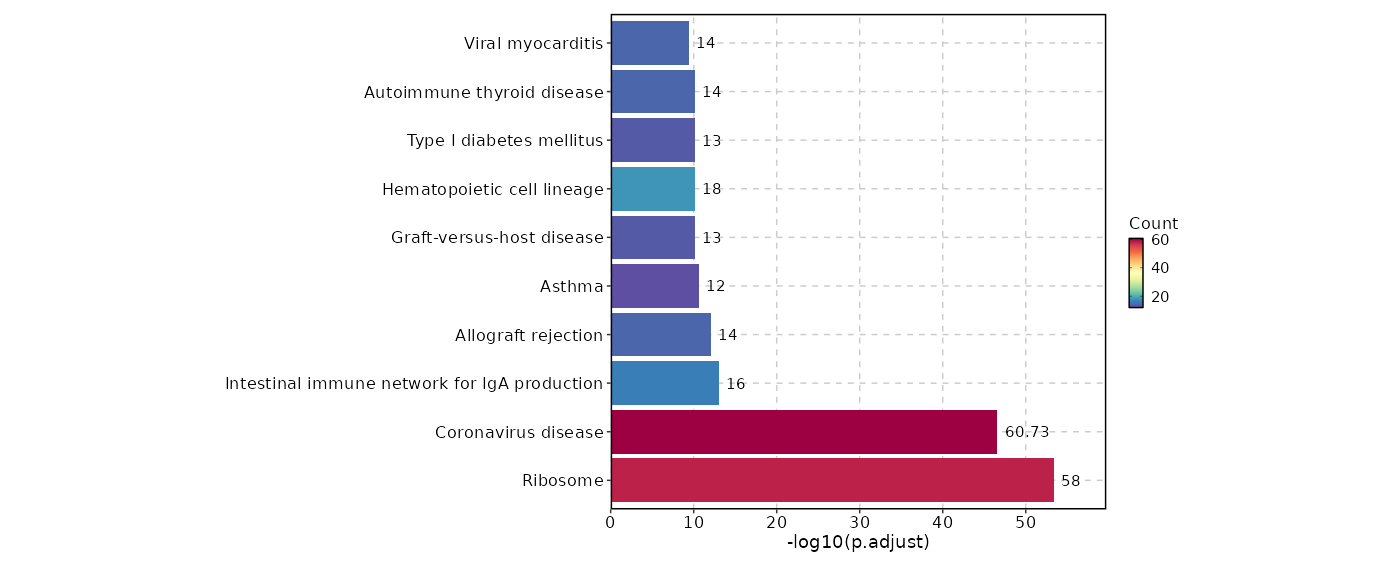 Viral myocarditis 14
Autoimmune thyroid disease 14
Type I diabetes mellitus 13
Hematopoietic cell lineage 18
Graft-versus-host disease 13
Asthma 12
Allograft rejection 14
Intestinal immune network for IgA production 16
Coronavirus disease 60.73
Ribosome 58
0 10 20 30 40 50
-log10(p.adjust)
Count
60
40
20